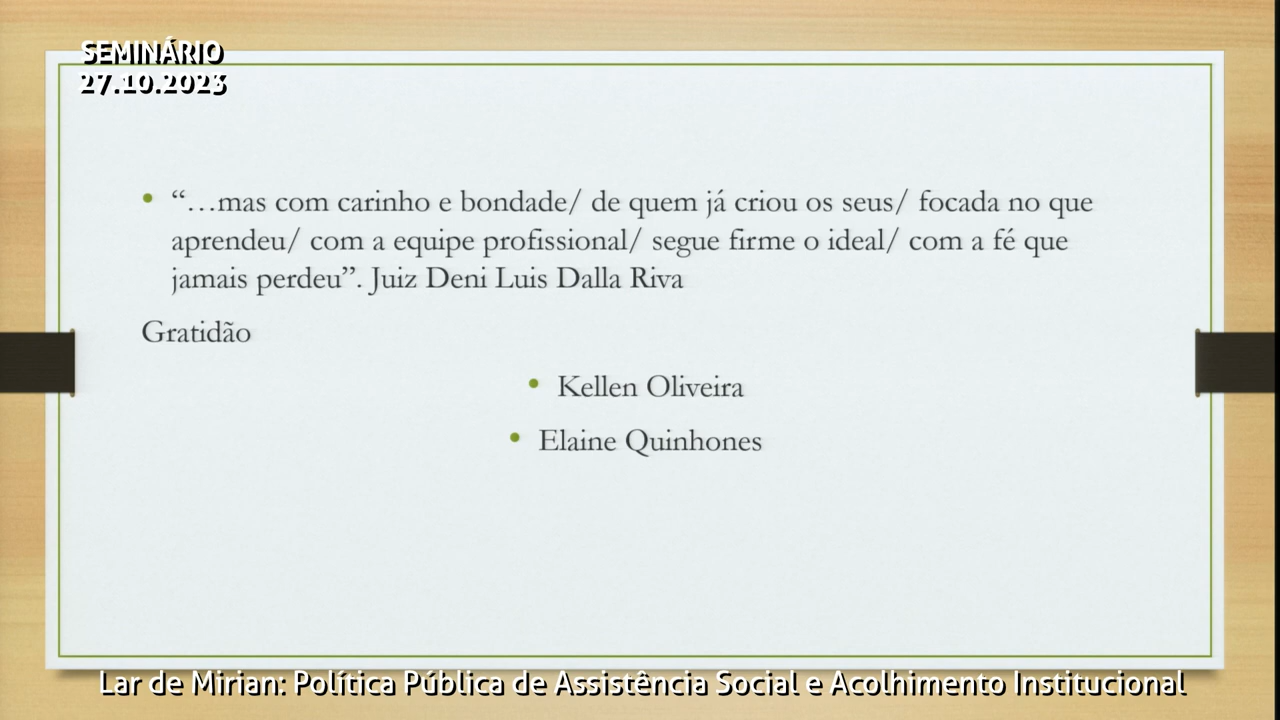 SEMINÁRIO
27.10.2023
• “…mas com carinho e bondade/ de quem já criou os seus/ focada no que
aprendeu/ com a equipe profissional/ segue firme o ideal/ com a fé que
jamais perdeu”. Juiz Deni Luis Dalla Riva
Gratidão
• Kellen Oliveira
• Elaine Quinhones
Lar de Mirian: Política Pública de Assistência Social e Acolhimento Institucional